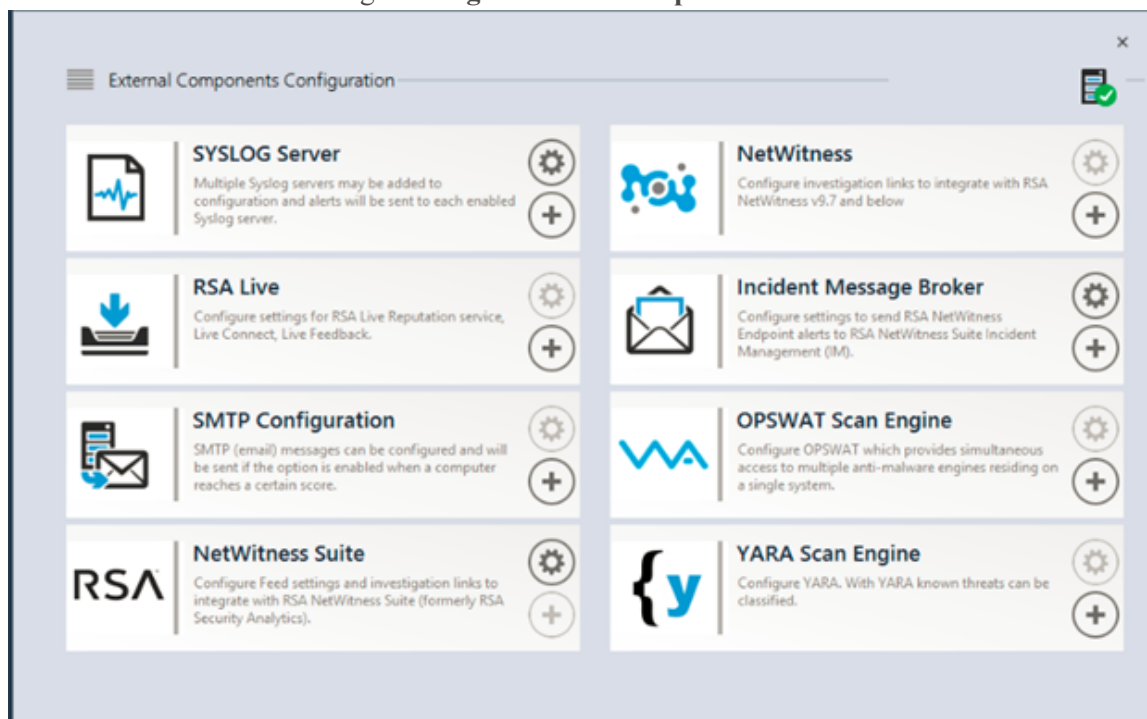 External Components Configuration
SYSLOG Server
Multiple Syslog servers may be added to
configuration and alerts will be sent to each enabled
Syslog server.
NetWitness
Configure investigation links to integrate with RSA
NetWitness v9.7 and below
RSA Live
Configure settings for RSA Live Reputation service,
Live Connect, Live Feedback.
Incident Message Broker
Configure settings to send RSA NetWitness
Endpoint alerts to RSA NetWitness Suite Incident
Management (IM).
SMTP Configuration
SMTP (email) messages can be configured and will
be sent if the option is enabled when a computer
reaches a certain score.
OPSWAT Scan Engine
Configure OPSWAT which provides simultaneous
access to multiple anti-malware engines residing on
a single system.
RSA
NetWitness Suite
Configure Feed settings and investigation links to
integrate with RSA NetWitness Suite (formerly RSA
Security Analytics).
{y
YARA Scan Engine
Configure YARA. With YARA known threats can be
classified.